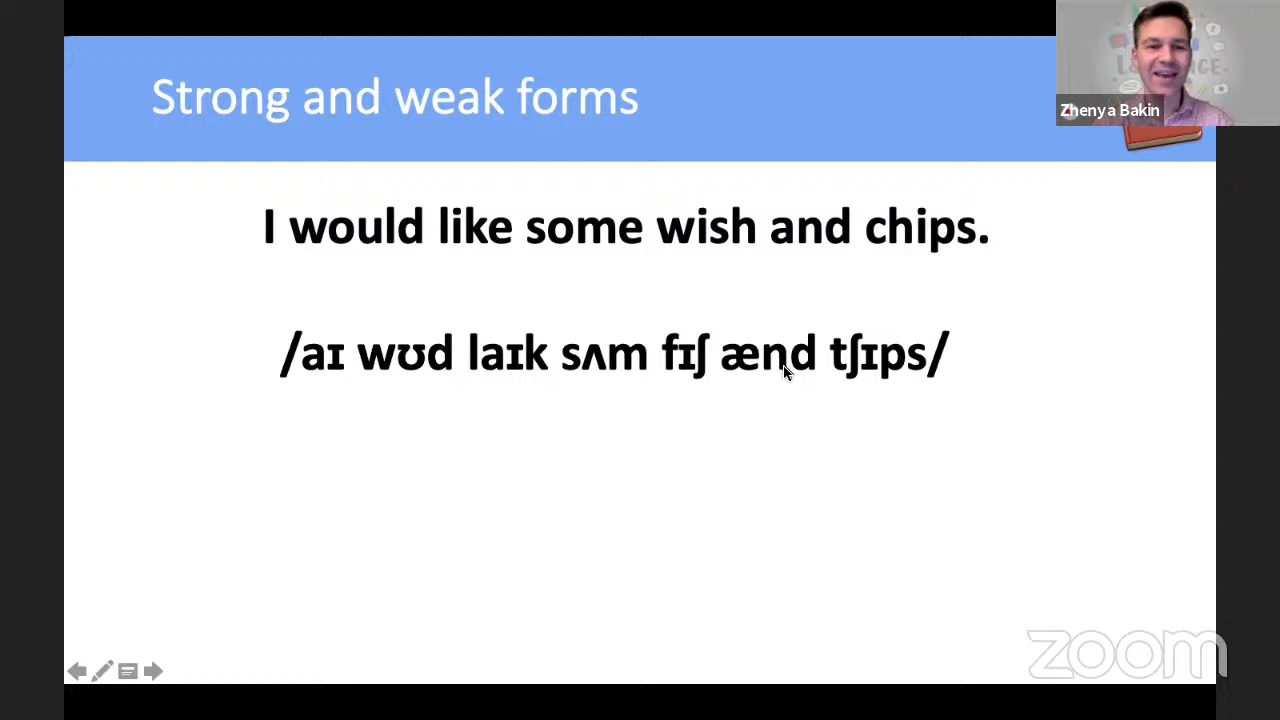 Strong and weak forms
Zhenya Bakin
I would like some wish and chips.
/aɪ wʊd laɪk sʌm fɪʃ ænd tʃɪps/
zoom